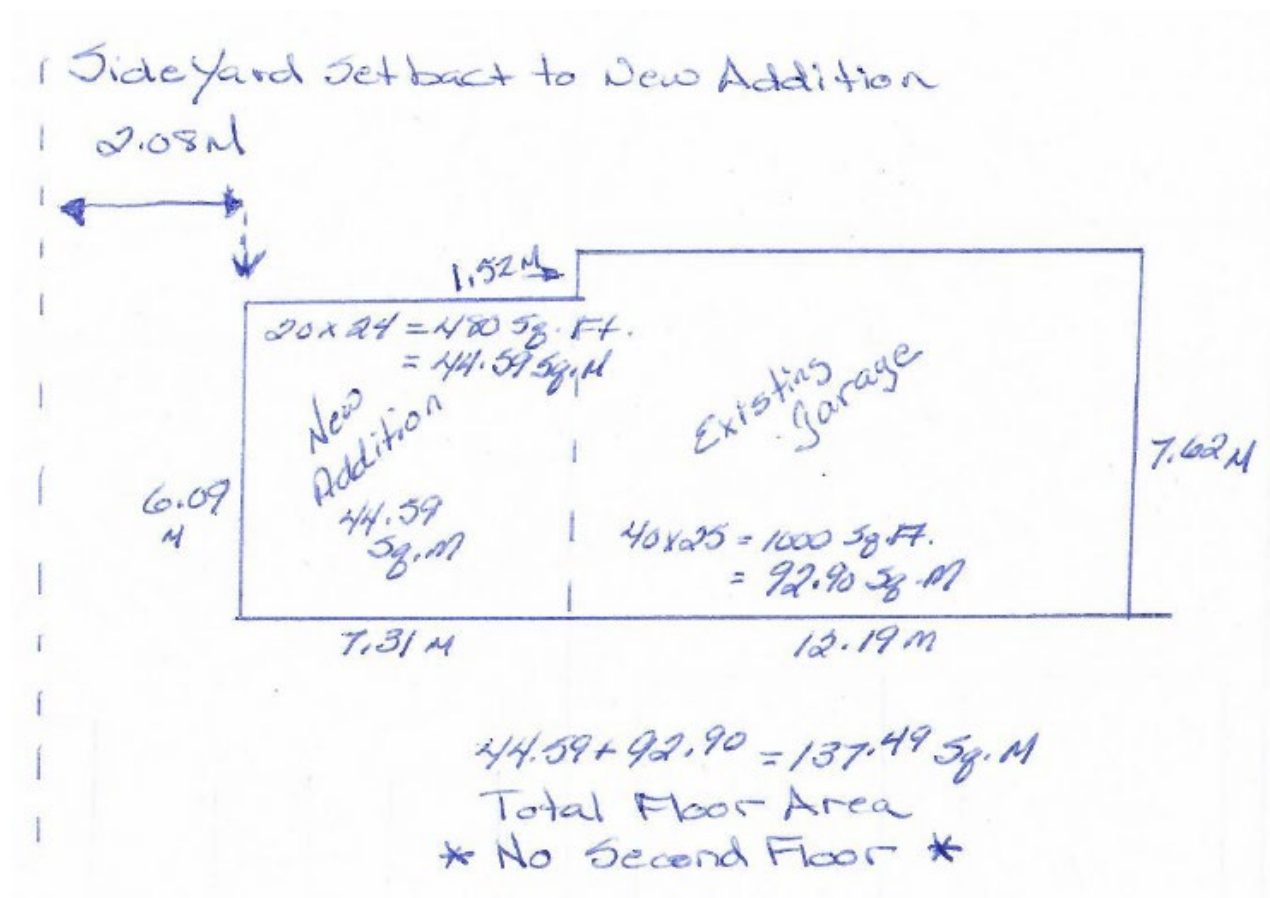 Side Yard Setbact to New Addition
2.08M
1.52M
20x24 = 480 Sq. Ft.
= 44.59 Sq.M
New
Addition
44.59
Sq.M
Existing
Garage
6.09
M
7.62 M
40x25 = 1000 Sq.Ft.
= 92.90 Sq.M
7.31 M
12.19 M
44.59 + 92.90 = 137.49 Sq.M
Total Floor Area
* No Second Floor *